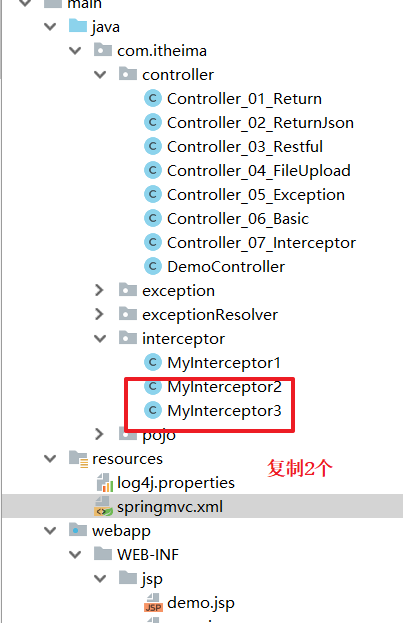 main
java
com.itheima
controller
Controller_01_Return
Controller_02_ReturnJson
Controller_03_Restful
Controller_04_FileUpload
Controller_05_Exception
Controller_06_Basic
Controller_07_Interceptor
DemoController
exception
exceptionResolver
interceptor
MyInterceptor1
MyInterceptor2
MyInterceptor3
pojo
resources
复制2个
log4j.properties
springmvc.xml
webapp
WEB-INF
jsp
demo.jsp